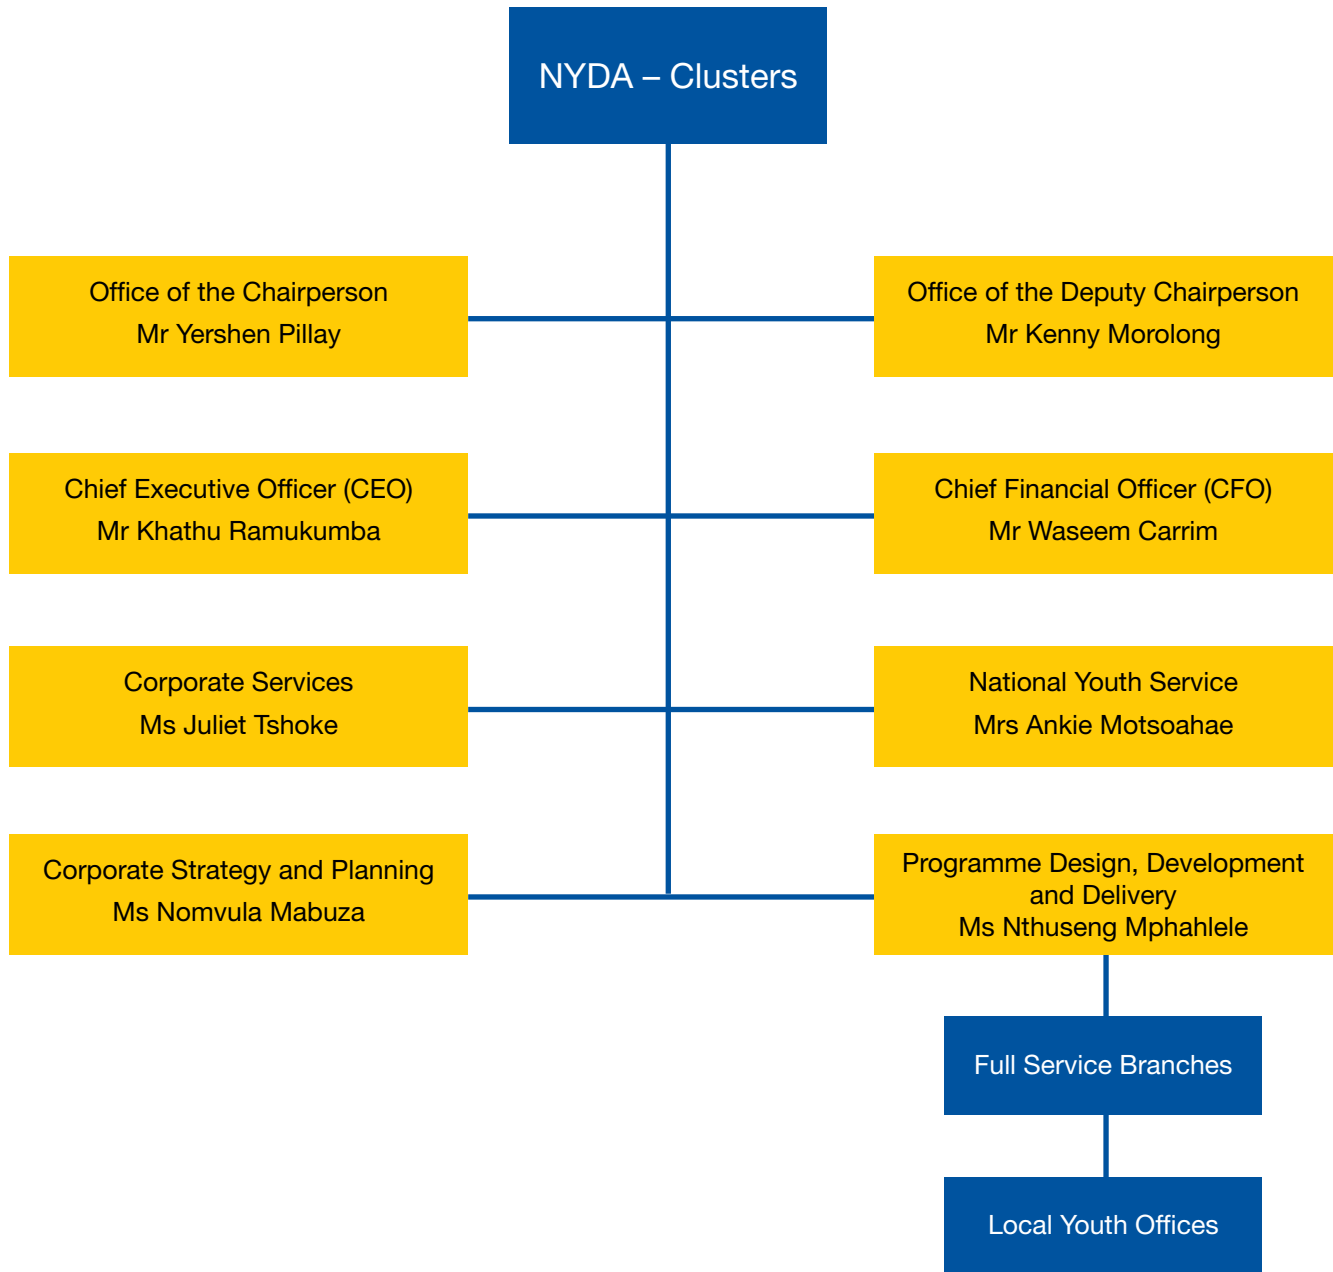 NYDA – Clusters
Office of the Chairperson
Mr Yershen Pillay
Office of the Deputy Chairperson
Mr Kenny Morolong
Chief Executive Officer (CEO)
Mr Khathu Ramukumba
Chief Financial Officer (CFO)
Mr Waseem Carrim
Corporate Services
Ms Juliet Tshoke
National Youth Service
Mrs Ankie Motsoahae
Corporate Strategy and Planning
Ms Nomvula Mabuza
Programme Design, Development
and Delivery
Ms Nthuseng Mphahlele
Full Service Branches
Local Youth Offices